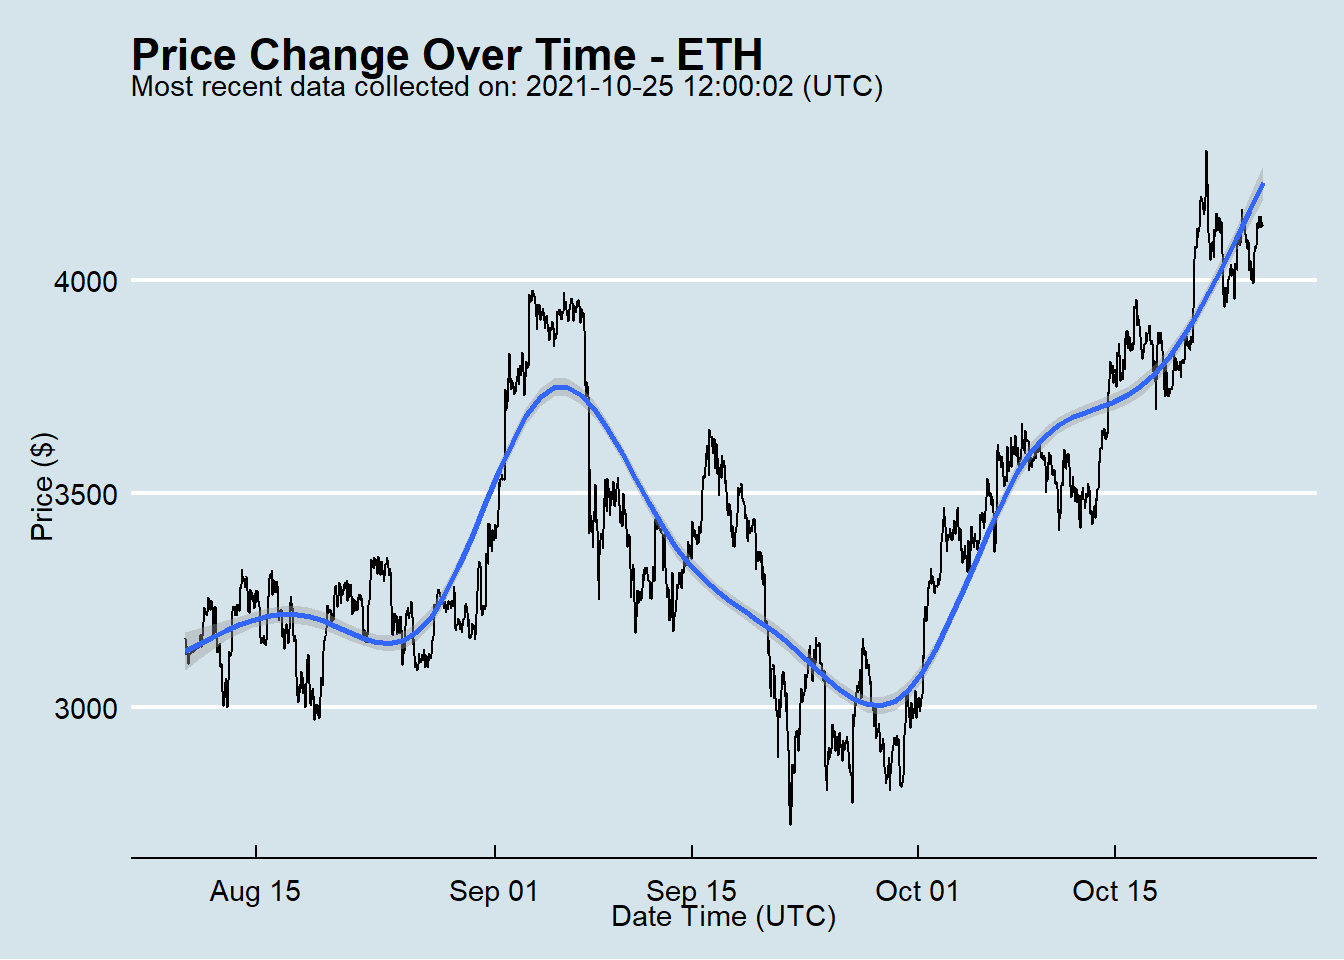 Price Change Over Time - ETH
Most recent data collected on: 2021-10-25 12:00:02 (UTC)
Price ($)
4000
3500
3000
Aug 15
Sep 01
Sep 15
Oct 01
Oct 15
Date Time (UTC)